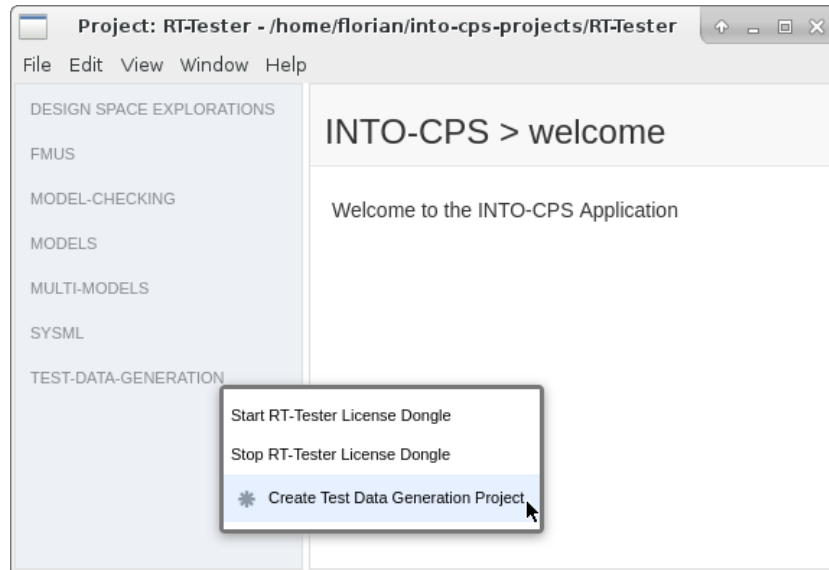 Project: RT-Tester - /home/florian/into-cps-projects/RT-Tester
File Edit View Window Help
DESIGN SPACE EXPLORATIONS
FMUS
MODEL-CHECKING
MODELS
MULTI-MODELS
SYSML
TEST-DATA-GENERATION
INTO-CPS > welcome
Welcome to the INTO-CPS Application
Start RT-Tester License Dongle
Stop RT-Tester License Dongle
Create Test Data Generation Project